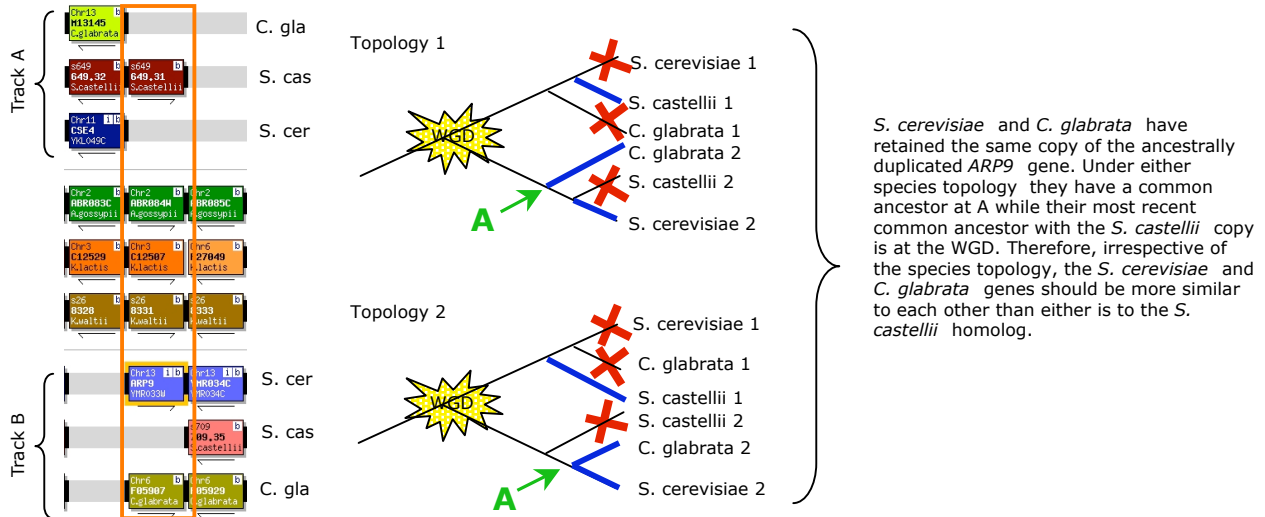 Track A
Chr13 b
M13145
C.glabrata
C. gla
s649 b
649.32
S.castellii
s649 b
649.31
S.castellii
S. cas
Chr11 i b
CSE4
YKL049C
S. cer
Chr2 b
ABR083C
A.gossypii
Chr2 b
ABR084W
A.gossypii
Chr2 b
ABR085C
A.gossypii
Chr3 b
C12529
K.lactis
Chr3 b
C12507
K.lactis
Chr6 b
F27049
K.lactis
s26 b
8328
K.waltii
s26 b
8331
K.waltii
s26 b
8333
K.waltii
Track B
Chr13 i b
ARP9
YMR033W
Chr13 i b
YMR034C
YMR034C
S. cer
s709 b
709.35
S.castellii
S. cas
Chr6 b
F05907
C.glabrata
Chr6 b
F05929
C.glabrata
C. gla
Topology 1
WGD
A
S. cerevisiae 1
S. castellii 1
C. glabrata 1
C. glabrata 2
S. castellii 2
S. cerevisiae 2
Topology 2
WGD
A
S. cerevisiae 1
C. glabrata 1
S. castellii 1
S. castellii 2
C. glabrata 2
S. cerevisiae 2
S. cerevisiae and C. glabrata have
retained the same copy of the ancestrally
duplicated ARP9 gene. Under either
species topology they have a common
ancestor at A while their most recent
common ancestor with the S. castellii copy
is at the WGD. Therefore, irrespective of
the species topology, the S. cerevisiae and
C. glabrata genes should be more similar
to each other than either is to the S.
castellii homolog.